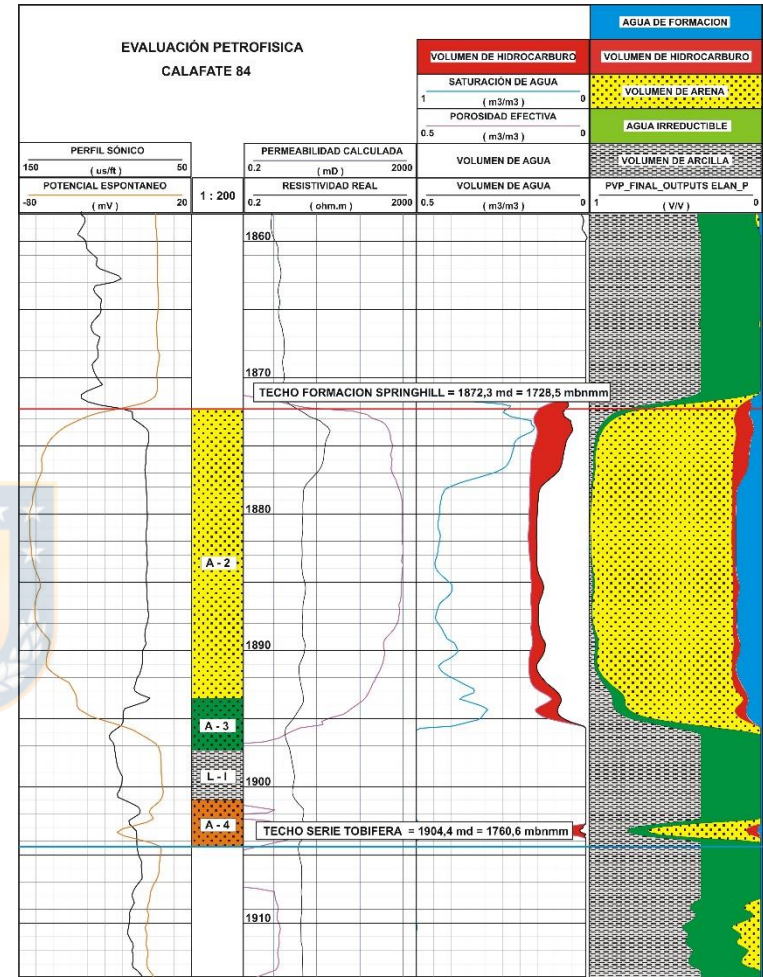 EVALUACIÓN PETROFISICA
CALAFATE 84
AGUA DE FORMACION
VOLUMEN DE HIDROCARBURO
VOLUMEN DE HIDROCARBURO
SATURACIÓN DE AGUA
1 ( m3/m3 ) 0
VOLUMEN DE ARENA
POROSIDAD EFECTIVA
0.5 ( m3/m3 ) 0
AGUA IRREDUCTIBLE
PERFIL SÓNICO
150 ( us/ft ) 50
PERMEABILIDAD CALCULADA
0.2 ( mD ) 2000
VOLUMEN DE AGUA
VOLUMEN DE ARCILLA
POTENCIAL ESPONTANEO
-80 ( mV ) 20
1 : 200
RESISTIVIDAD REAL
0.2 ( ohm.m ) 2000
VOLUMEN DE AGUA
0.5 ( m3/m3 ) 0
PVP_FINAL_OUTPUTS ELAN_P
1 ( V/V ) 0
1860
1870
TECHO FORMACION SPRINGHILL = 1872,3 md = 1728,5 mbnmm
1880
A - 2
1890
A - 3
L - I
1900
A - 4
TECHO SERIE TOBIFERA = 1904,4 md = 1760,6 mbnmm
1910